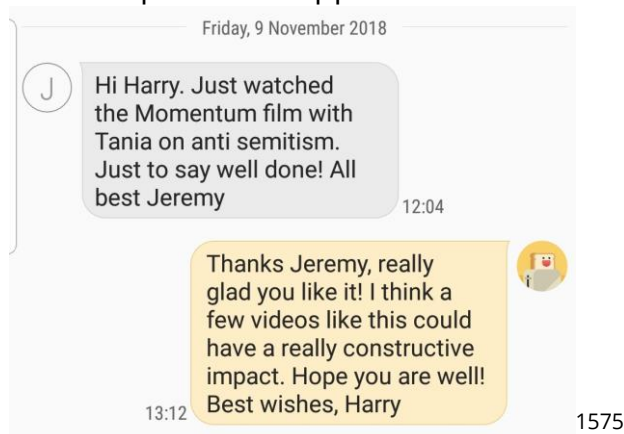 Friday, 9 November 2018
J
Hi Harry. Just watched
the Momentum film with
Tania on anti semitism.
Just to say well done! All
best Jeremy
12:04
Thanks Jeremy, really
glad you like it! I think a
few videos like this could
have a really constructive
impact. Hope you are well!
Best wishes, Harry
13:12
1575